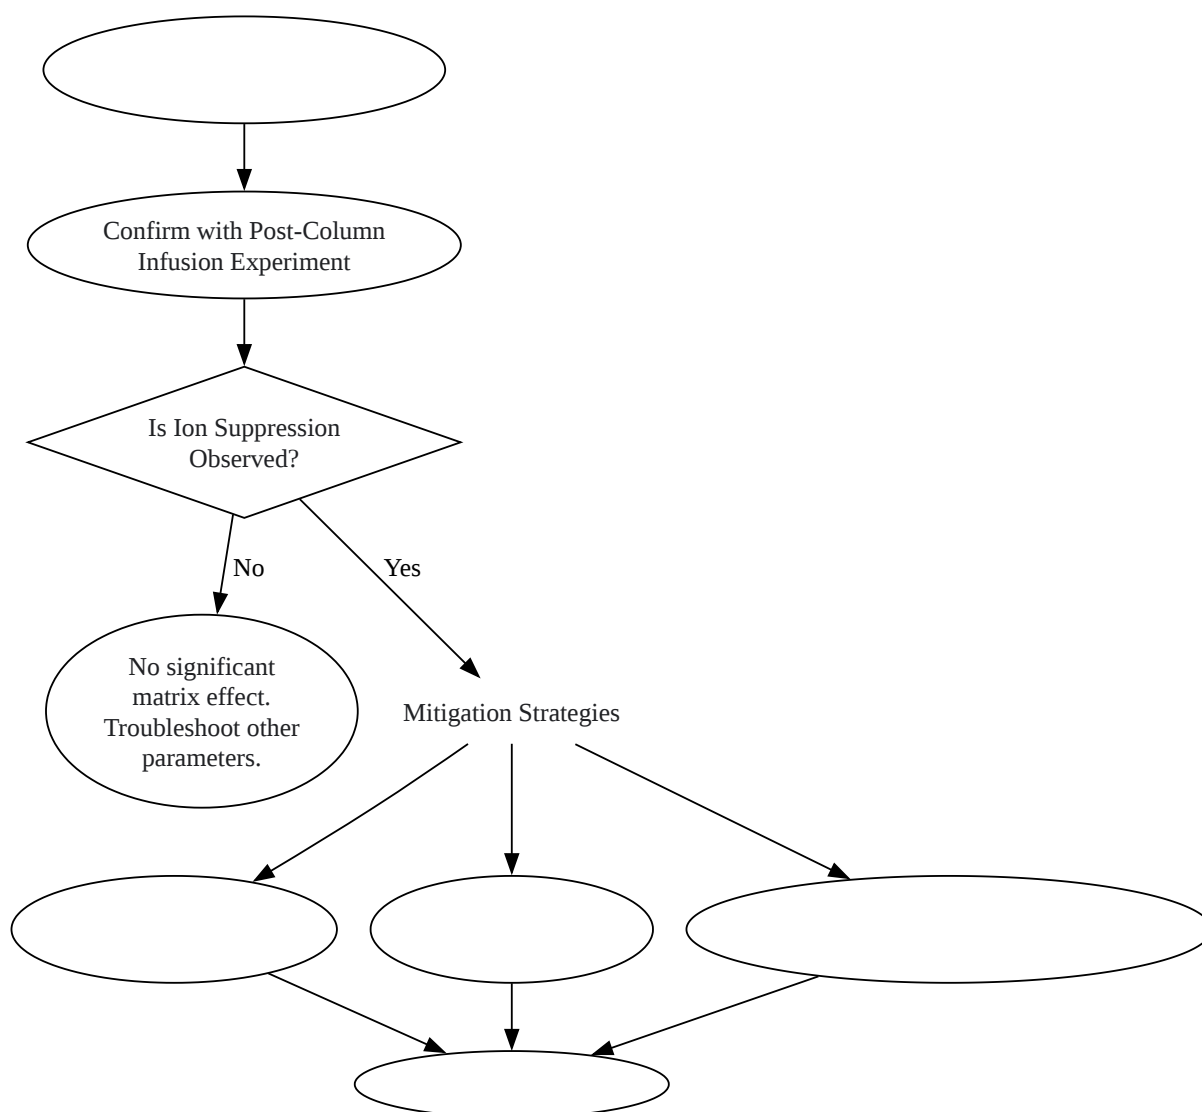 Confirm with Post-Column
Infusion Experiment
Is Ion Suppression
Observed?
No
Yes
No significant
matrix effect.
Troubleshoot other
parameters.
Mitigation Strategies